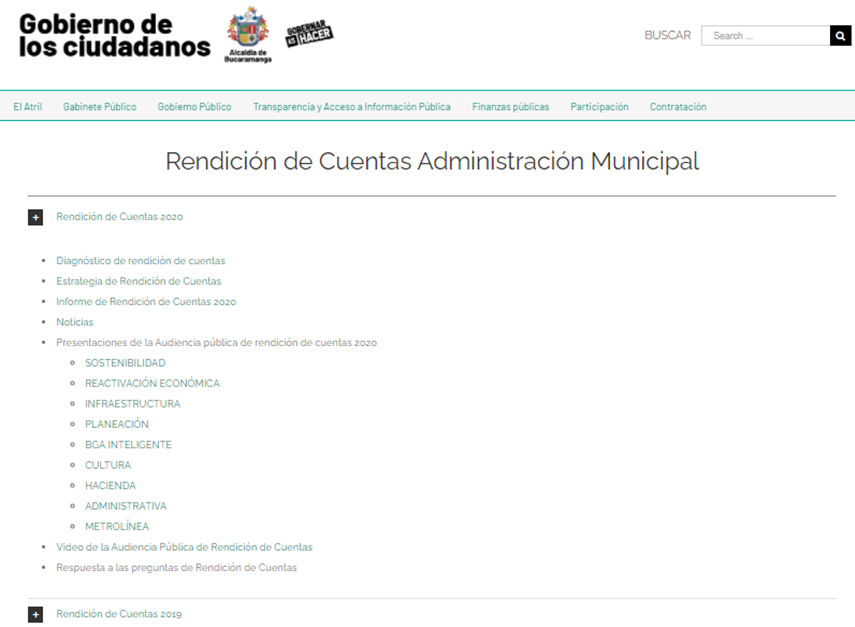 Gobierno de
los ciudadanos
Alcaldía de
Bucaramanga
GOBERNAR
ES HACER
BUSCAR
Search ...
El Atril Gabinete Público Gobierno Público Transparencia y Acceso a Información Pública Finanzas públicas Participación Contratación
Rendición de Cuentas Administración Municipal
+ Rendición de Cuentas 2020
• Diagnóstico de rendición de cuentas
• Estrategia de Rendición de Cuentas
• Informe de Rendición de Cuentas 2020
• Noticias
• Presentaciones de la Audiencia pública de rendición de cuentas 2020
SOSTENIBILIDAD
REACTIVACIÓN ECONÓMICA
INFRAESTRUCTURA
PLANEACIÓN
BGA INTELIGENTE
CULTURA
HACIENDA
ADMINISTRATIVA
METROLÍNEA
• Video de la Audiencia Pública de Rendición de Cuentas
• Respuesta a las preguntas de Rendición de Cuentas
+ Rendición de Cuentas 2019